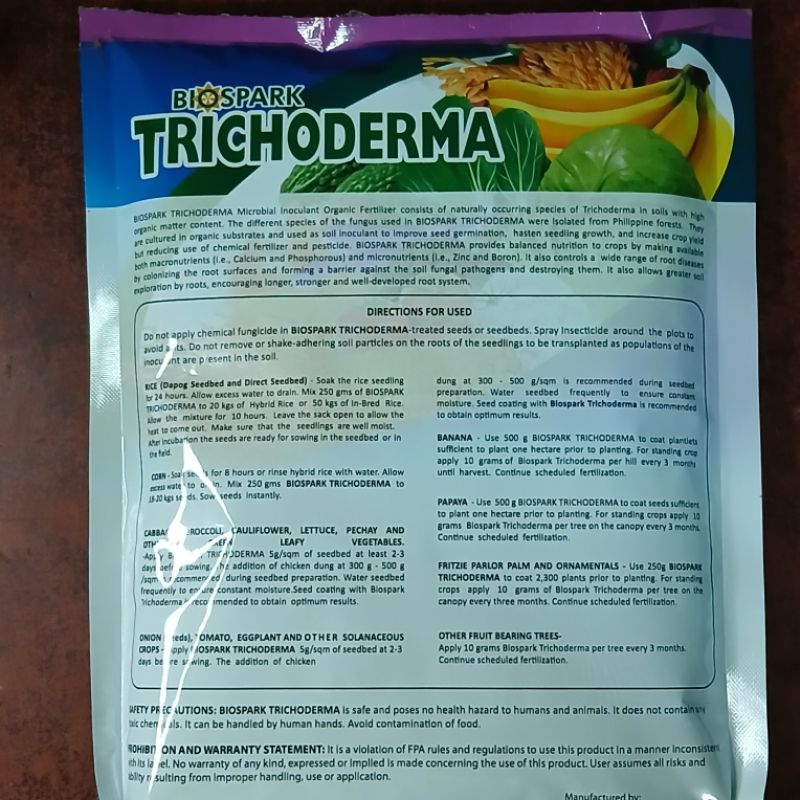 BIOSPARK
TRICHODERMA
BIOSPARK TRICHODERMA Microbial Inoculant Organic Fertilizer consists of naturally occurring species of Trichoderma in soils with high
organic matter content. The different species of the fungus used in BIOSPARK TRICHODERMA were isolated from Philippine forests. They
are cultured in organic substrates and used as soil inoculant to improve seed germination, hasten seedling growth, and increase crop yield
but reducing use of chemical fertilizer and pesticide. BIOSPARK TRICHODERMA provides balanced nutrition to crops by making available
both macronutrients (i.e., Calcium and Phosphorous) and micronutrients (i.e., Zinc and Boron). It also controls a wide range of root diseases
by colonizing the root surfaces and forming a barrier against the soil fungal pathogens and destroying them. It also allows greater soil
exploration by roots, encouraging longer, stronger and well-developed root system.
DIRECTIONS FOR USED
Do not apply chemical fungicide in BIOSPARK TRICHODERMA-treated seeds or seedbeds. Spray Insecticide around the plots to
avoid ants. Do not remove or shake-adhering soil particles on the roots of the seedlings to be transplanted as populations of the
inoculant are present in the soil.
RICE (Dapog Seedbed and Direct Seedbed) - Soak the rice seedling
for 24 hours. Allow excess water to drain. Mix 250 gms of BIOSPARK
TRICHODERMA to 20 kgs of Hybrid Rice or 50 kgs of In-Bred Rice.
Allow the mixture for 10 hours. Leave the sack open to allow the
heat to come out. Make sure that the seedlings are well moist.
After incubation the seeds are ready for sowing in the seedbed or in
the field.
CORN - Soak seeds for 8 hours or rinse hybrid rice with water. Allow
excess water to drain. Mix 250 gms BIOSPARK TRICHODERMA to
18-20 kgs seeds. Sow seeds instantly.
CABBAGE, BROCCOLI, CAULIFLOWER, LETTUCE, PECHAY AND
LEAFY VEGETABLES.
-Apply TRICHODERMA 5g/sqm of seedbed at least 2-3
days before sowing. The addition of chicken dung at 300 g - 500 g
/sqm recommended during seedbed preparation. Water seedbed
frequently to ensure constant moisture.Seed coating with Biospark
Trichoderma is recommended to obtain optimum results.
ONION (seeds), TOMATO, EGGPLANT AND OTHER SOLANACEOUS
CROPS - Apply BIOSPARK TRICHODERMA 5g/sqm of seedbed at 2-3
days before sowing. The addition of chicken
dung at 300 - 500 g/sqm is recommended during seedbed
preparation. Water seedbed frequently to ensure constant
moisture. Seed coating with Biospark Trichoderma is recommended
to obtain optimum results.
BANANA - Use 500 g BIOSPARK TRICHODERMA to coat plantlets
sufficient to plant one hectare prior to planting. For standing crop
apply 10 grams of Biospark Trichoderma per hill every 3 months
until harvest. Continue scheduled fertilization.
PAPAYA - Use 500 g BIOSPARK TRICHODERMA to coat seeds sufficient
to plant one hectare prior to planting. For standing crops apply 10
grams Biospark Trichoderma per tree on the canopy every 3 months.
Continue scheduled fertilization.
FRITZIE PARLOR PALM AND ORNAMENTALS - Use 250g BIOSPARK
TRICHODERMA to coat 2,300 plants prior to planting. For standing
crops apply 10 grams of Biospark Trichoderma per tree on the
canopy every three months. Continue scheduled fertilization.
OTHER FRUIT BEARING TREES-
Apply 10 grams Biospark Trichoderma per tree every 3 months.
Continue scheduled fertilization.
SAFETY PRECAUTIONS: BIOSPARK TRICHODERMA is safe and poses no health hazard to humans and animals. It does not contain any
toxic chemicals. It can be handled by human hands. Avoid contamination of food.
PROHIBITION AND WARRANTY STATEMENT: It is a violation of FPA rules and regulations to use this product in a manner inconsistent
with its label. No warranty of any kind, expressed or implied is made concerning the use of this product. User assumes all risks and
liability resulting from improper handling, use or application.
Manufactured by: